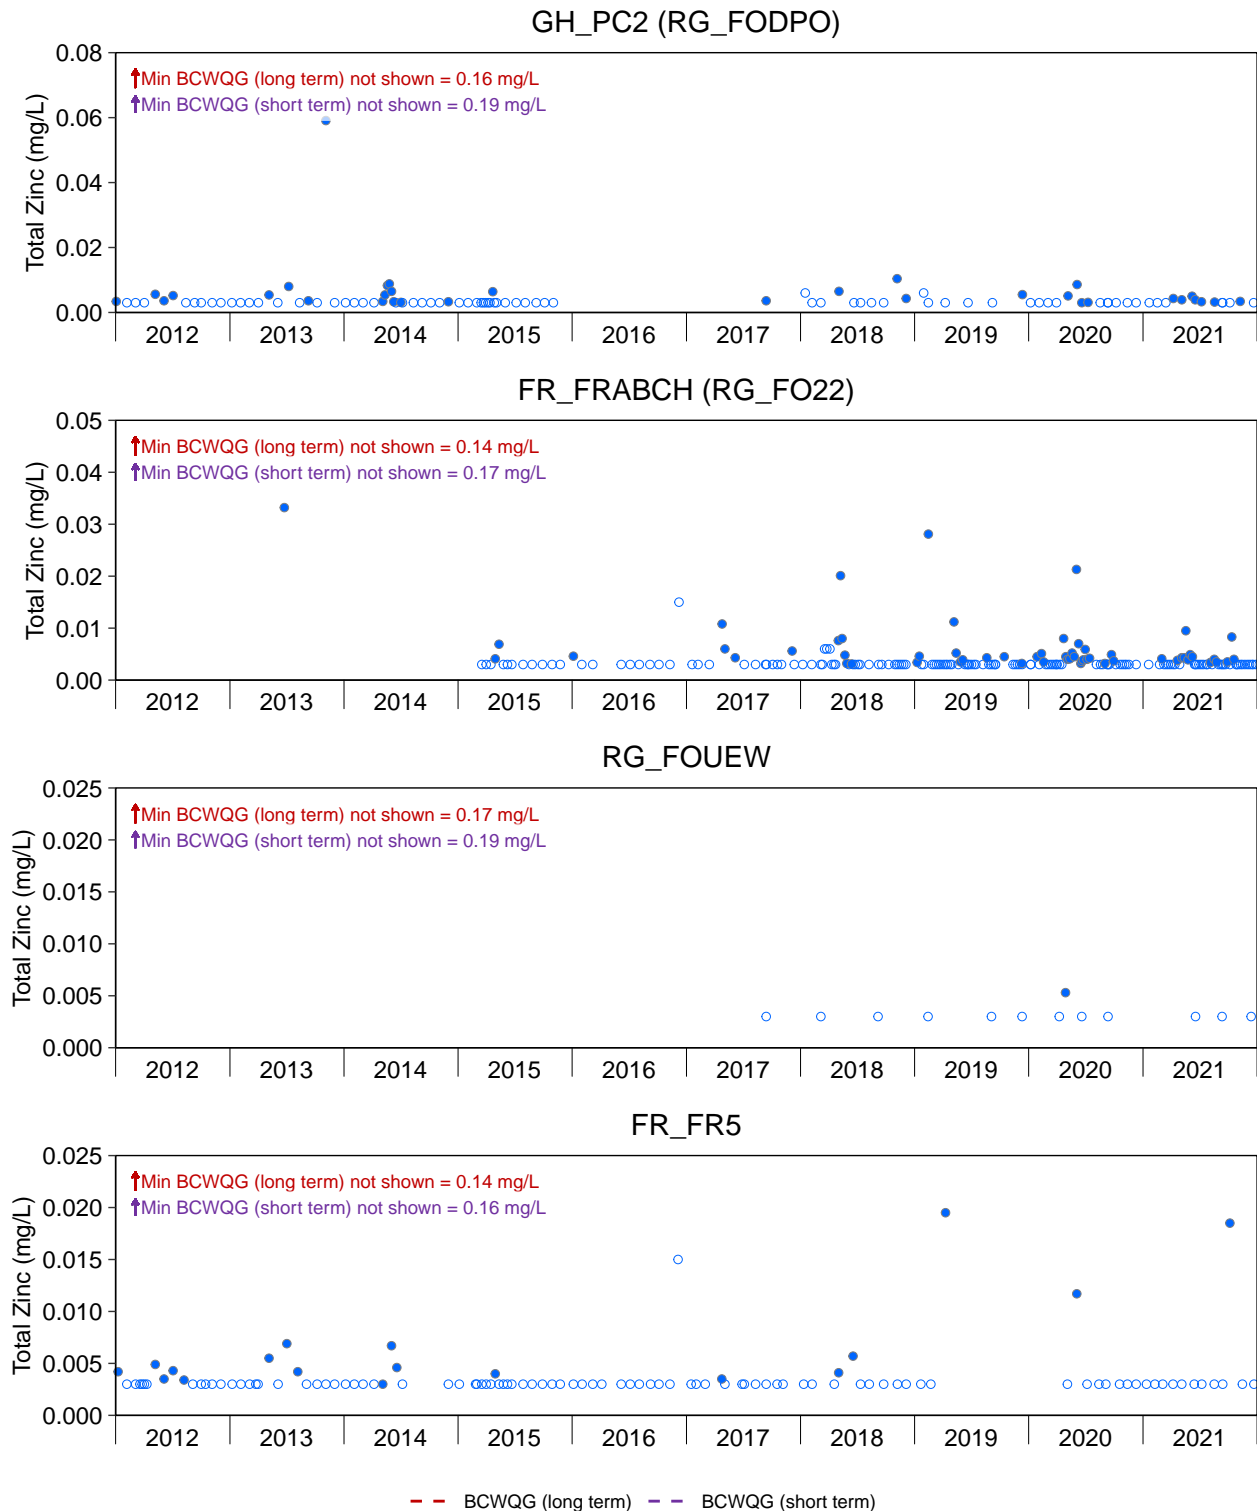 GH_PC2 (RG_FODPO)
Total Zinc (mg/L)
0.08
0.06
0.04
0.02
0.00
Min BCWQG (long term) not shown = 0.16 mg/L
Min BCWQG (short term) not shown = 0.19 mg/L
2012 2013 2014 2015 2016 2017 2018 2019 2020 2021
FR_FRABCH (RG_FO22)
Total Zinc (mg/L)
0.05
0.04
0.03
0.02
0.01
0.00
Min BCWQG (long term) not shown = 0.14 mg/L
Min BCWQG (short term) not shown = 0.17 mg/L
2012 2013 2014 2015 2016 2017 2018 2019 2020 2021
RG_FOUEW
Total Zinc (mg/L)
0.025
0.020
0.015
0.010
0.005
0.000
Min BCWQG (long term) not shown = 0.17 mg/L
Min BCWQG (short term) not shown = 0.19 mg/L
2012 2013 2014 2015 2016 2017 2018 2019 2020 2021
FR_FR5
Total Zinc (mg/L)
0.025
0.020
0.015
0.010
0.005
0.000
Min BCWQG (long term) not shown = 0.14 mg/L
Min BCWQG (short term) not shown = 0.16 mg/L
2012 2013 2014 2015 2016 2017 2018 2019 2020 2021
BCWQG (long term) BCWQG (short term)